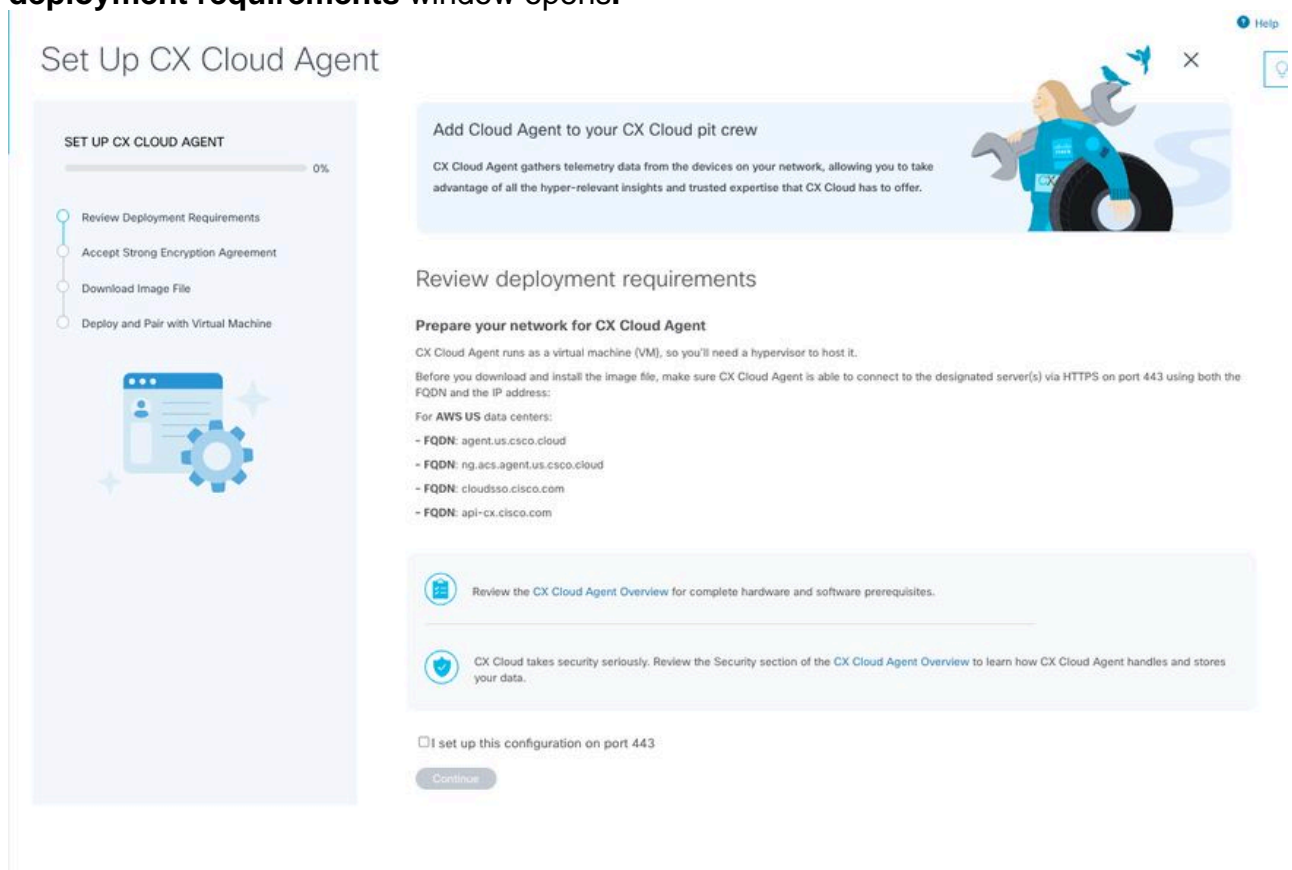 deployment requirements window opens.
Help
Set Up CX Cloud Agent
SET UP CX CLOUD AGENT
0%
Review Deployment Requirements
Accept Strong Encryption Agreement
Download Image File
Deploy and Pair with Virtual Machine
Add Cloud Agent to your CX Cloud pit crew
CX Cloud Agent gathers telemetry data from the devices on your network, allowing you to take
advantage of all the hyper-relevant insights and trusted expertise that CX Cloud has to offer.
CX
Review deployment requirements
Prepare your network for CX Cloud Agent
CX Cloud Agent runs as a virtual machine (VM), so you'll need a hypervisor to host it.
Before you download and install the image file, make sure CX Cloud Agent is able to connect to the designated server(s) via HTTPS on port 443 using both the
FQDN and the IP address:
For AWS US data centers:
- FQDN: agent.us.csco.cloud
- FQDN: ng.acs.agent.us.csco.cloud
- FQDN: cloudsso.cisco.com
- FQDN: api-cx.cisco.com
Review the CX Cloud Agent Overview for complete hardware and software prerequisites.
CX Cloud takes security seriously. Review the Security section of the CX Cloud Agent Overview to learn how CX Cloud Agent handles and stores
your data.
I set up this configuration on port 443
Continue